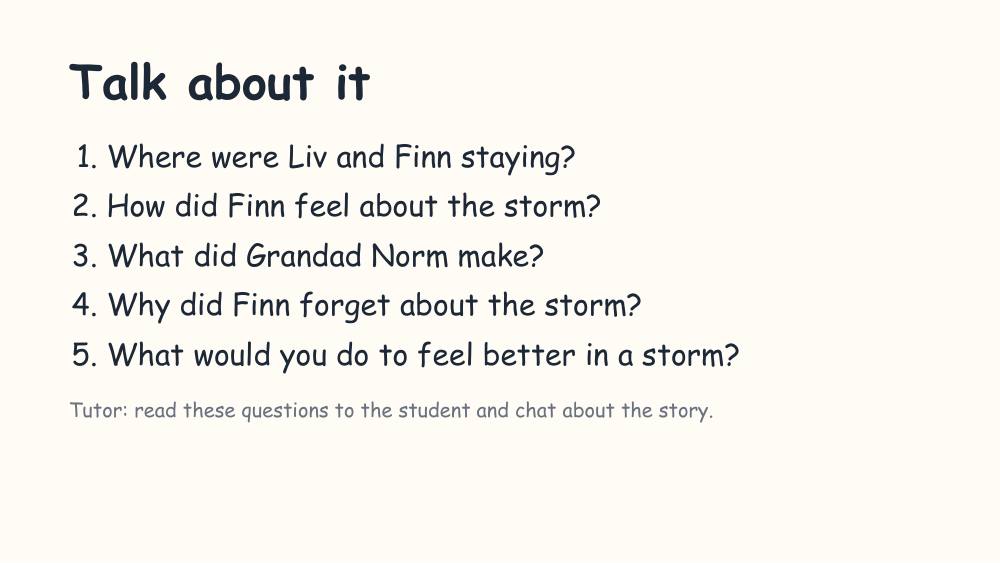 Talk about it
1. Where were Liv and Finn staying?
2. How did Finn feel about the storm?
3. What did Grandad Norm make?
4. Why did Finn forget about the storm?
5. What would you do to feel better in a storm?
Tutor: read these questions to the student and chat about the story.